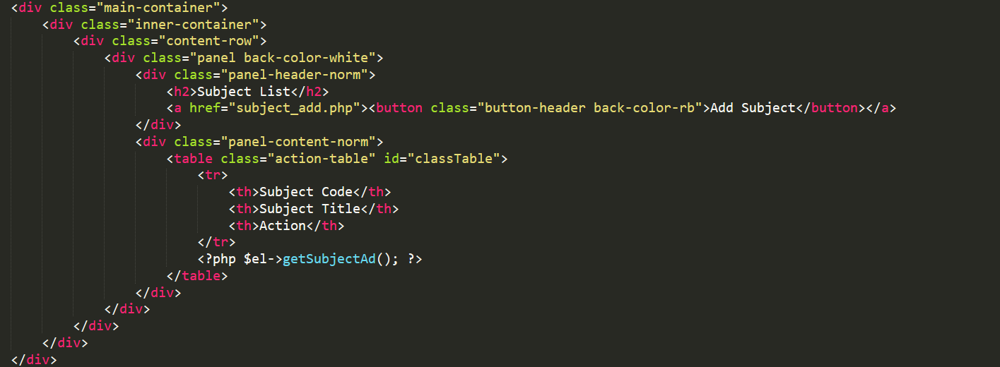 <div class="main-container">
<div class="inner-container">
<div class="content-row">
<div class="panel back-color-white">
<div class="panel-header-norm">
<h2>Subject List</h2>
<a href="subject_add.php"><button class="button-header back-color-rb">Add Subject</button></a>
</div>
<div class="panel-content-norm">
<table class="action-table" id="classTable">
<tr>
<th>Subject Code</th>
<th>Subject Title</th>
<th>Action</th>
</tr>
<?php $el->getSubjectAd(); ?>
</table>
</div>
</div>
</div>
</div>
</div>